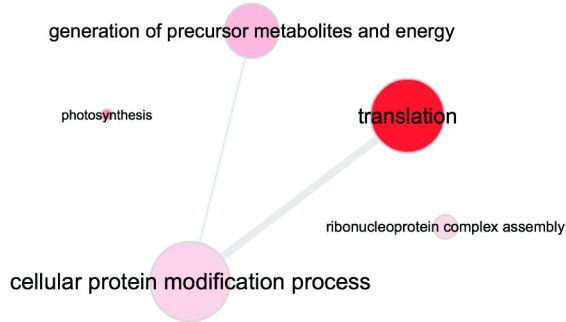 generation of precursor metabolites and energy
photosynthesis
translation
ribonucleoprotein complex assembly
cellular protein modification process